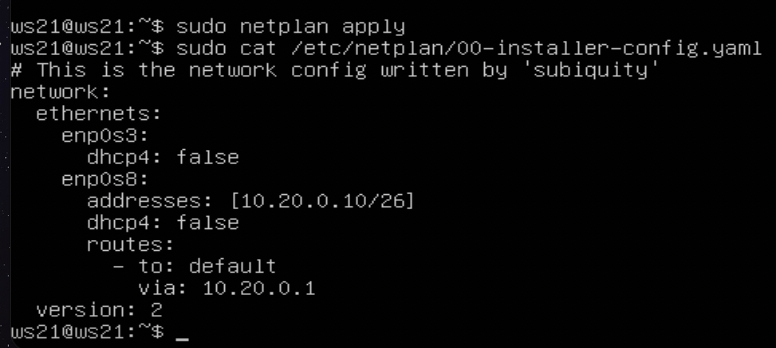 ws21@ws21:~$ sudo netplan apply
ws21@ws21:~$ sudo cat /etc/netplan/00-installer-config.yaml
# This is the network config written by 'subiquity'
network:
  ethernets:
    enp0s3:
      dhcp4: false
    enp0s8:
      addresses: [10.20.0.10/26]
      dhcp4: false
      routes:
        - to: default
          via: 10.20.0.1
  version: 2
ws21@ws21:~$ _